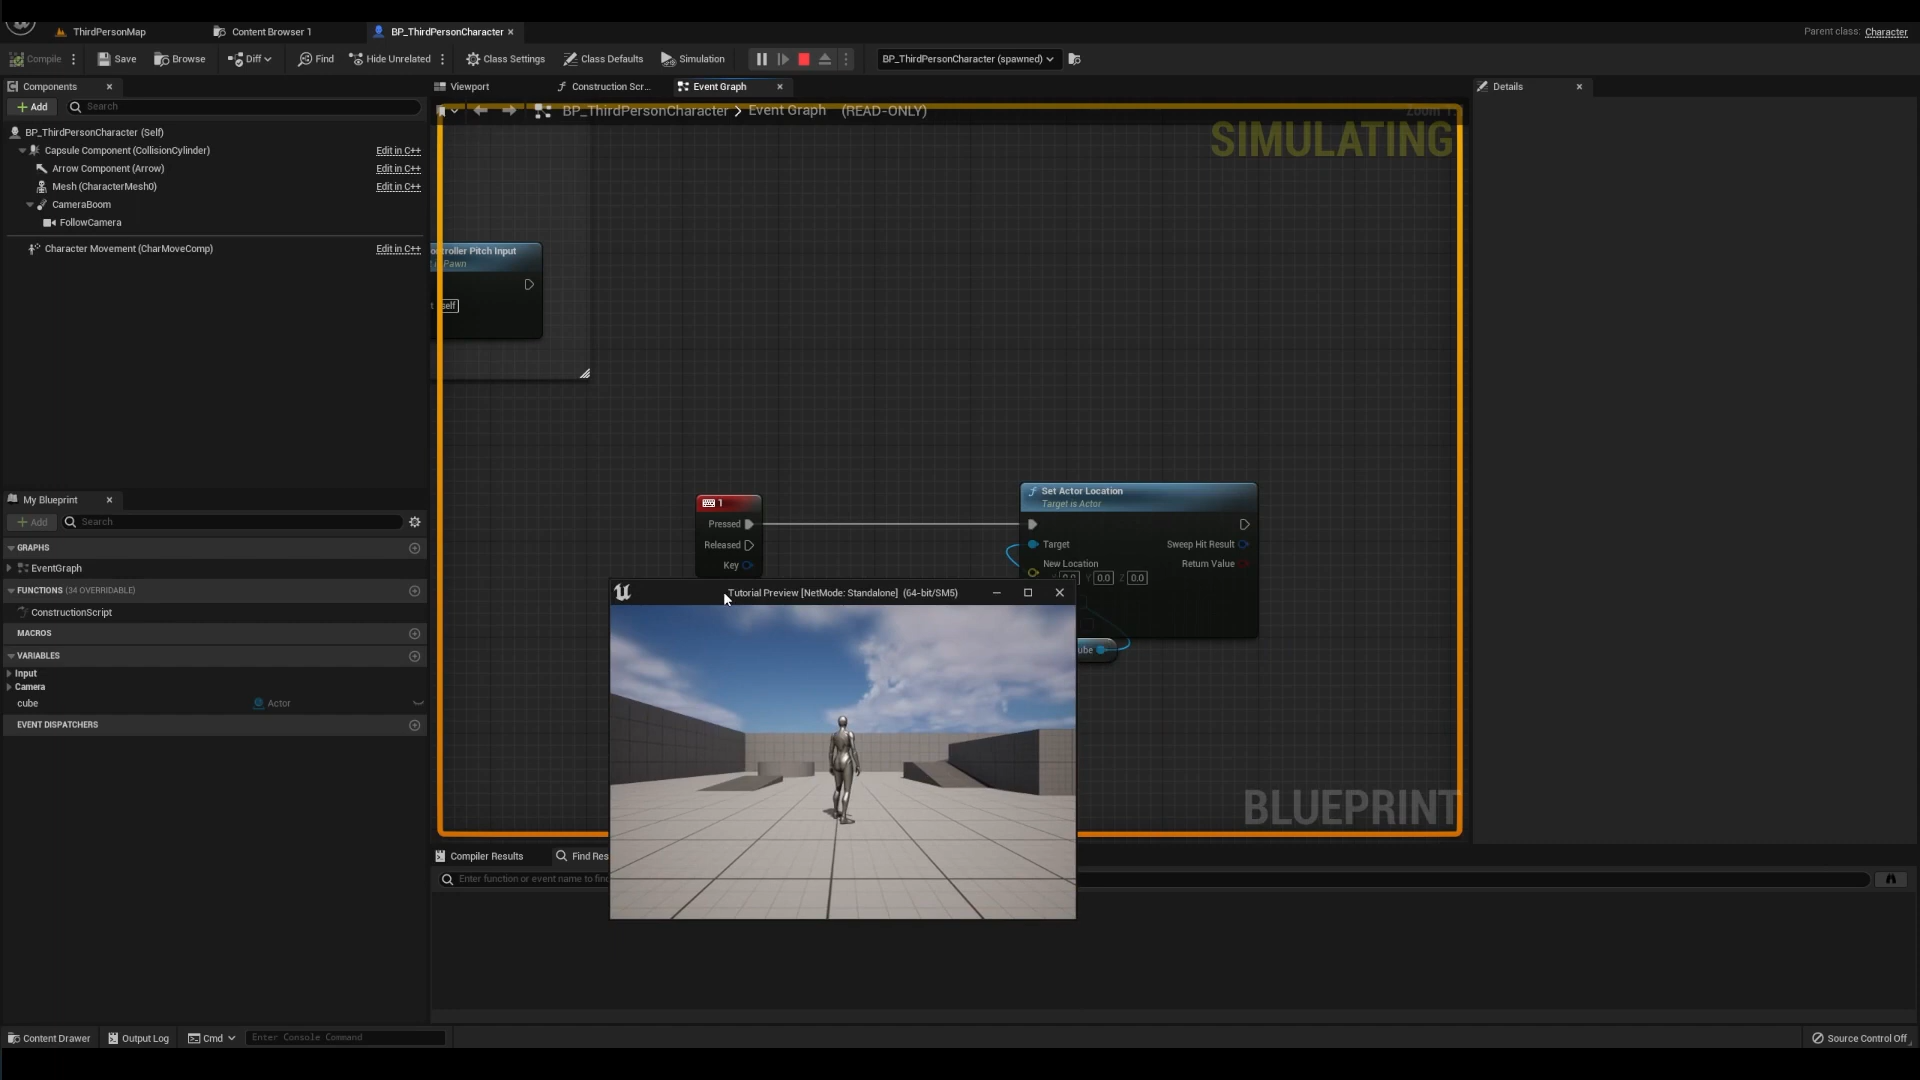 ThirdPersonMap
Content Browser 1
BP_ThirdPersonCharacter
Parent class: Character
Compile
Save
Browse
Diff
Find
Hide Unrelated
Class Settings
Class Defaults
Simulation
BP_ThirdPersonCharacter (spawned)
Components
Viewport
Construction Scr...
Event Graph
Details
Add
Search
BP_ThirdPersonCharacter > Event Graph (READ-ONLY)
SIMULATING
BP_ThirdPersonCharacter (Self)
Capsule Component (CollisionCylinder) Edit in C++
Arrow Component (Arrow) Edit in C++
Mesh (CharacterMesh0) Edit in C++
CameraBoom
FollowCamera
Character Movement (CharMoveComp) Edit in C++
ontroller Pitch Input
Pawn
self
My Blueprint
Add
Search
GRAPHS
EventGraph
FUNCTIONS (34 OVERRIDABLE)
ConstructionScript
MACROS
VARIABLES
Input
Camera
cube Actor
EVENT DISPATCHERS
1
Pressed
Released
Key
Set Actor Location
Target is Actor
Target
Sweep Hit Result
New Location
Return Value
0.0 Y 0.0 Z 0.0
ube
Tutorial Preview [NetMode: Standalone] (64-bit/SM5)
BLUEPRINT
Compiler Results
Find Res
Enter function or event name to find
Content Drawer
Output Log
Cmd
Enter Console Command
Source Control Off